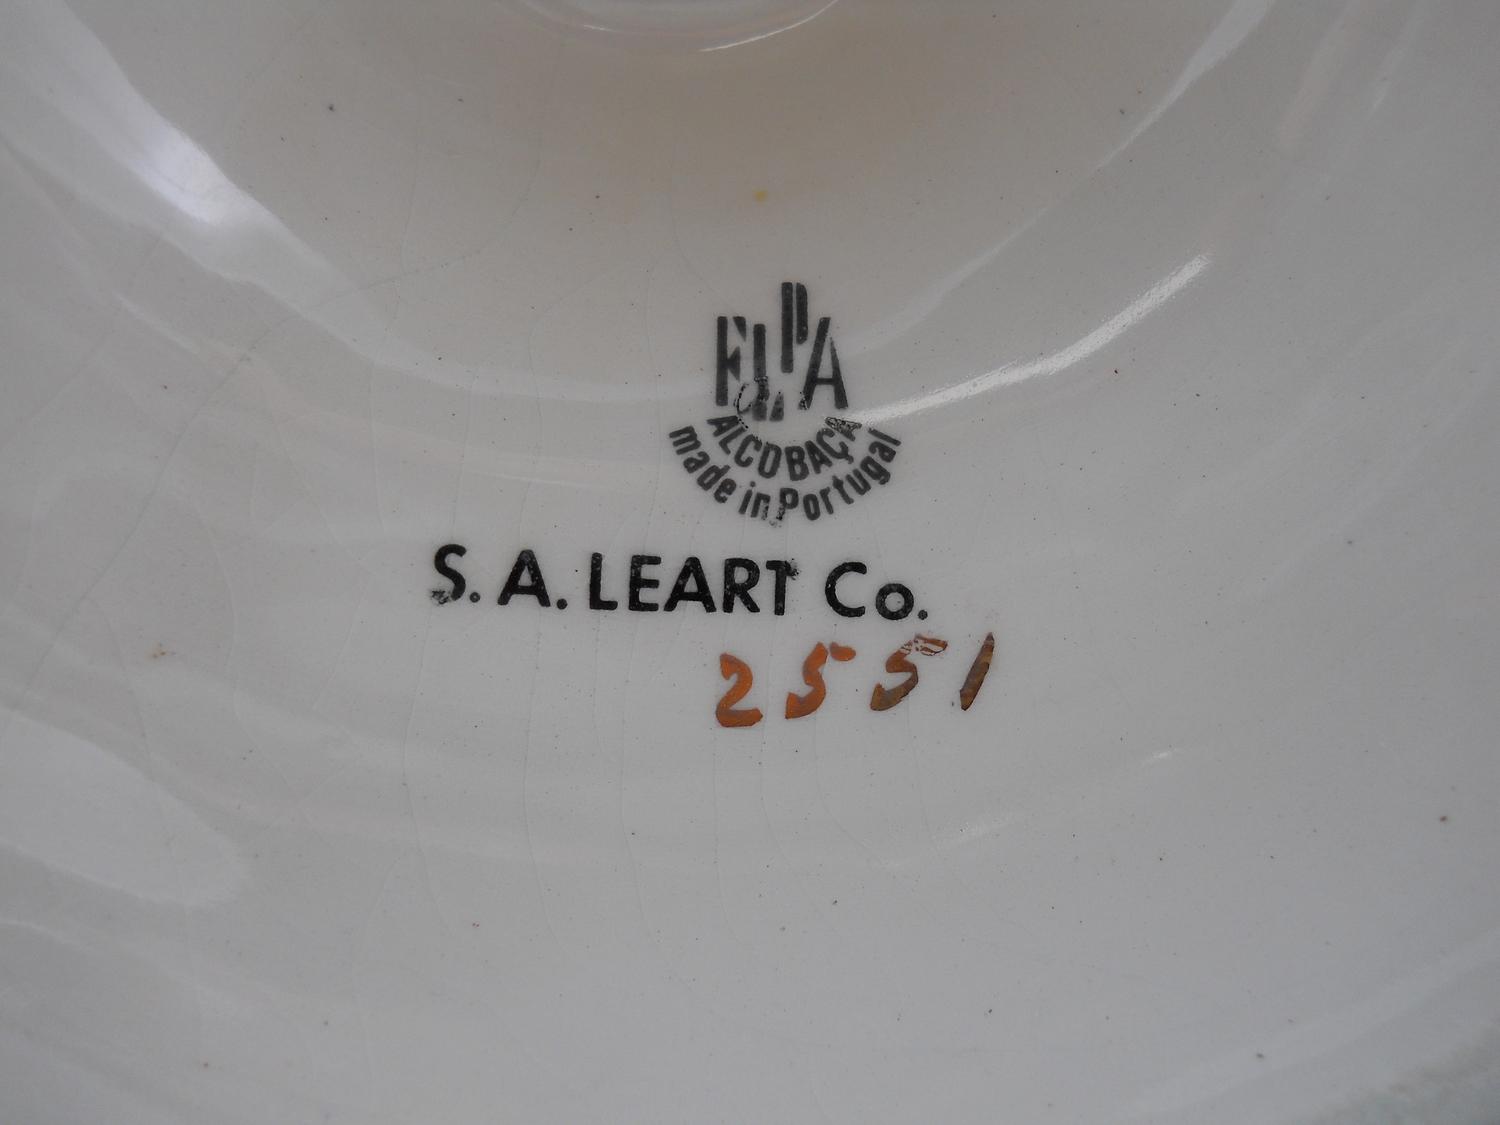 ELPA
ALCOBAÇA
made in Portugal
S. A. LEART Co.
2551